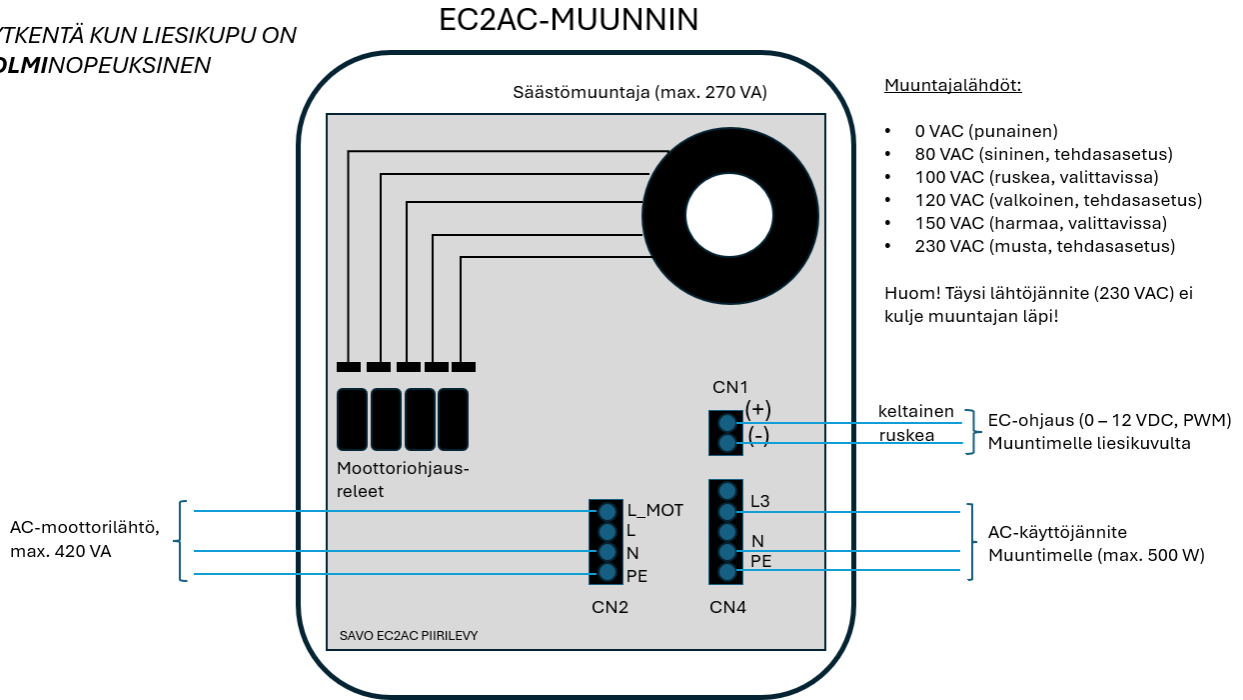 EC2AC-MUUNNIN
YTKENTÄ KUN LIESIKUPU ON
OLMINOPEUKSINEN
Säästömuuntaja (max. 270 VA)
Muuntajalähdöt:
• 0 VAC (punainen)
• 80 VAC (sininen, tehdasasetus)
• 100 VAC (ruskea, valittavissa)
• 120 VAC (valkoinen, tehdasasetus)
• 150 VAC (harmaa, valittavissa)
• 230 VAC (musta, tehdasasetus)
Huom! Täysi lähtöjännite (230 VAC) ei
kulje muuntajan läpi!
CN1
(+)
(-)
keltainen
ruskea
EC-ohjaus (0 – 12 VDC, PWM)
Muuntimelle liesikuvulta
Moottoriohjaus-
releet
AC-moottorilähtö,
max. 420 VA
L_MOT
L
N
PE
CN2
L3
N
PE
CN4
AC-käyttöjännite
Muuntimelle (max. 500 W)
SAVO EC2AC PIIRILEVY